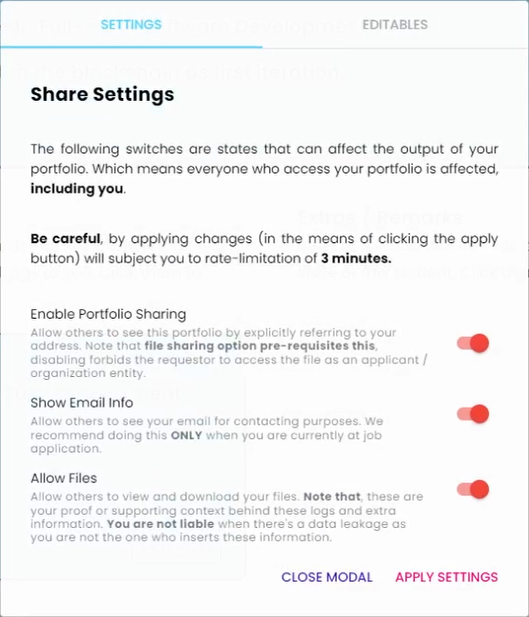 SETTINGS
EDITABLES
Share Settings
The following switches are states that can affect the output of your
portfolio. Which means everyone who access your portfolio is affected,
including you.
Extras / Remarks
Be careful, by applying changes (in the means of clicking the apply
button) will subject you to rate-limitation of 3 minutes.
Enable Portfolio Sharing
Allow others to see this portfolio by explicitly referring to your
address. Note that file sharing option pre-requisites this,
disabling forbids the requestor to access the file as an applicant /
organization entity.
Show Email Info
Allow others to see your email for contacting purposes. We
recommend doing this ONLY when you are currently at job
application.
Allow Files
Allow others to view and download your files. Note that, these are
your proof or supporting context behind these logs and extra
information. You are not liable when there's a data leakage as
you are not the one who inserts these information.
CLOSE MODAL
APPLY SETTINGS